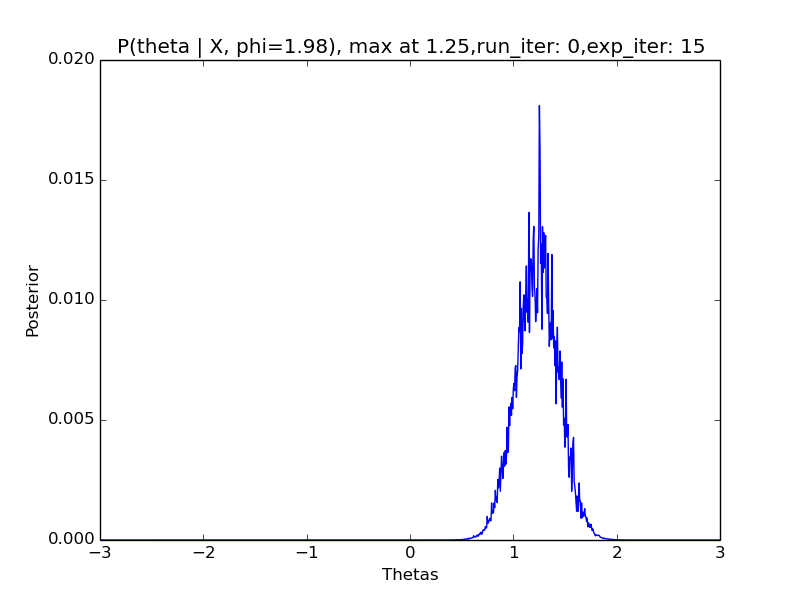 P(theta | X, phi=1.98), max at 1.25,run_iter: 0,exp_iter: 15
0.020
0.015
0.010
0.005
0.000
Posterior
−3 −2 −1 0 1 2 3
Thetas